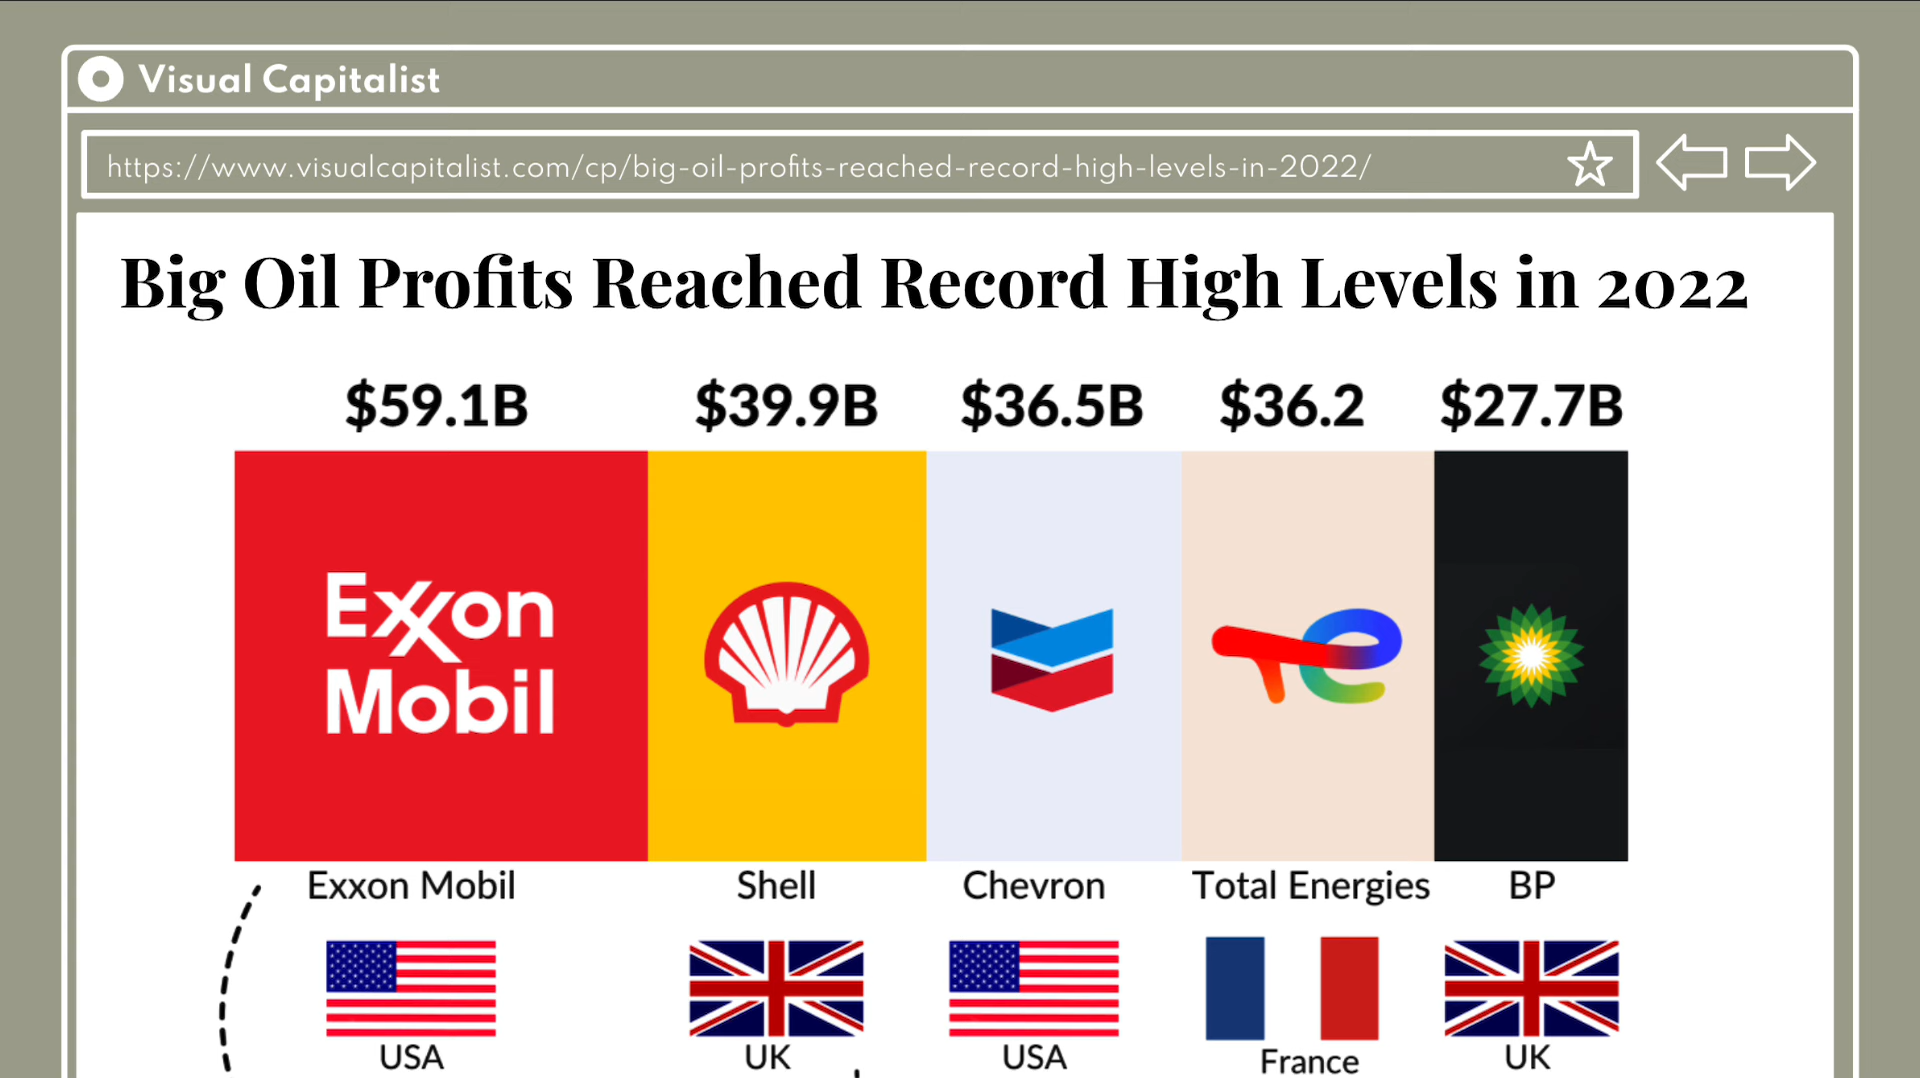 Visual Capitalist
https://www.visualcapitalist.com/cp/big-oil-profits-reached-record-high-levels-in-2022/
Big Oil Profits Reached Record High Levels in 2022
$59.1B $39.9B $36.5B $36.2 $27.7B
Exxon
Mobil
Exxon Mobil Shell Chevron Total Energies BP
USA UK USA France UK